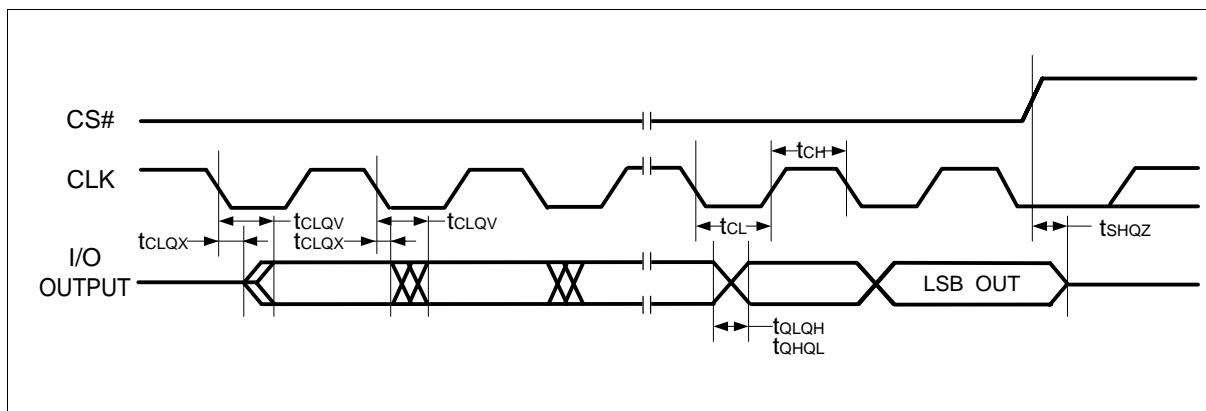 CS#
tCH
CLK
tCLQV
tCLQV
tCLQX
tCLQX
tCL
tSHQZ
I/O
OUTPUT
LSB OUT
tQLQH
tQHQL